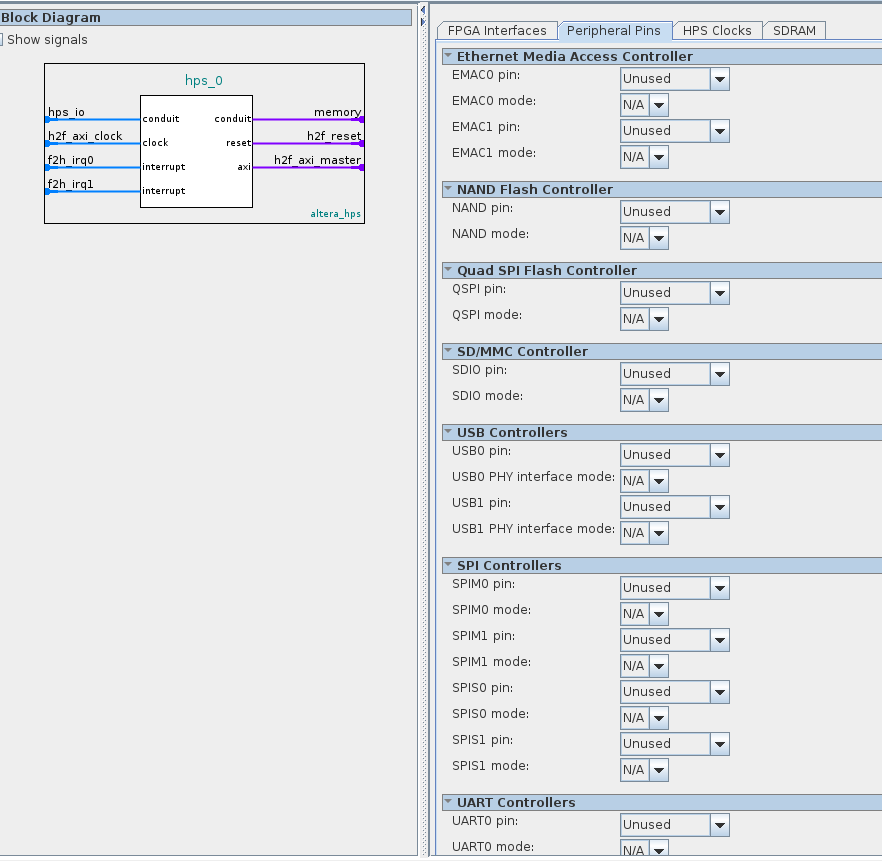 Block Diagram
Show signals
hps_0
hps_io
conduit
conduit
memory
h2f_axi_clock
clock
reset
h2f_reset
f2h_irq0
interrupt
axi
h2f_axi_master
f2h_irq1
interrupt
altera_hps
FPGA Interfaces
Peripheral Pins
HPS Clocks
SDRAM
Ethernet Media Access Controller
EMAC0 pin: Unused
EMAC0 mode: N/A
EMAC1 pin: Unused
EMAC1 mode: N/A
NAND Flash Controller
NAND pin: Unused
NAND mode: N/A
Quad SPI Flash Controller
QSPI pin: Unused
QSPI mode: N/A
SD/MMC Controller
SDIO pin: Unused
SDIO mode: N/A
USB Controllers
USB0 pin: Unused
USB0 PHY interface mode: N/A
USB1 pin: Unused
USB1 PHY interface mode: N/A
SPI Controllers
SPIM0 pin: Unused
SPIM0 mode: N/A
SPIM1 pin: Unused
SPIM1 mode: N/A
SPIS0 pin: Unused
SPIS0 mode: N/A
SPIS1 pin: Unused
SPIS1 mode: N/A
UART Controllers
UART0 pin: Unused
UART0 mode: N/A